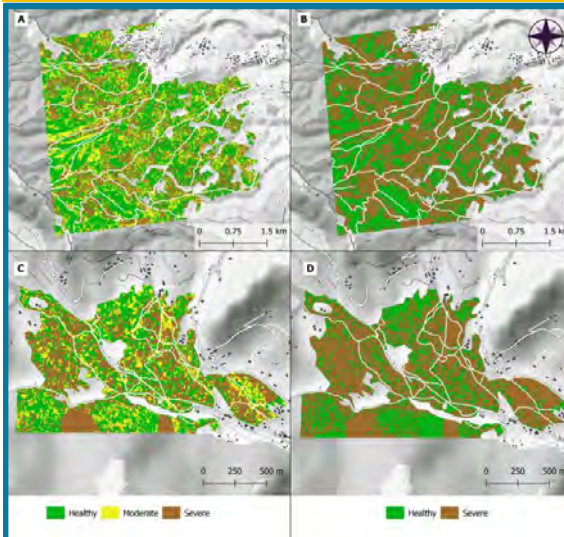 A
B
0 0.75 1.5 km
0 0.75 1.5 km
C
D
0 250 500 m
0 250 500 m
Healthy Moderate Severe
Healthy Severe